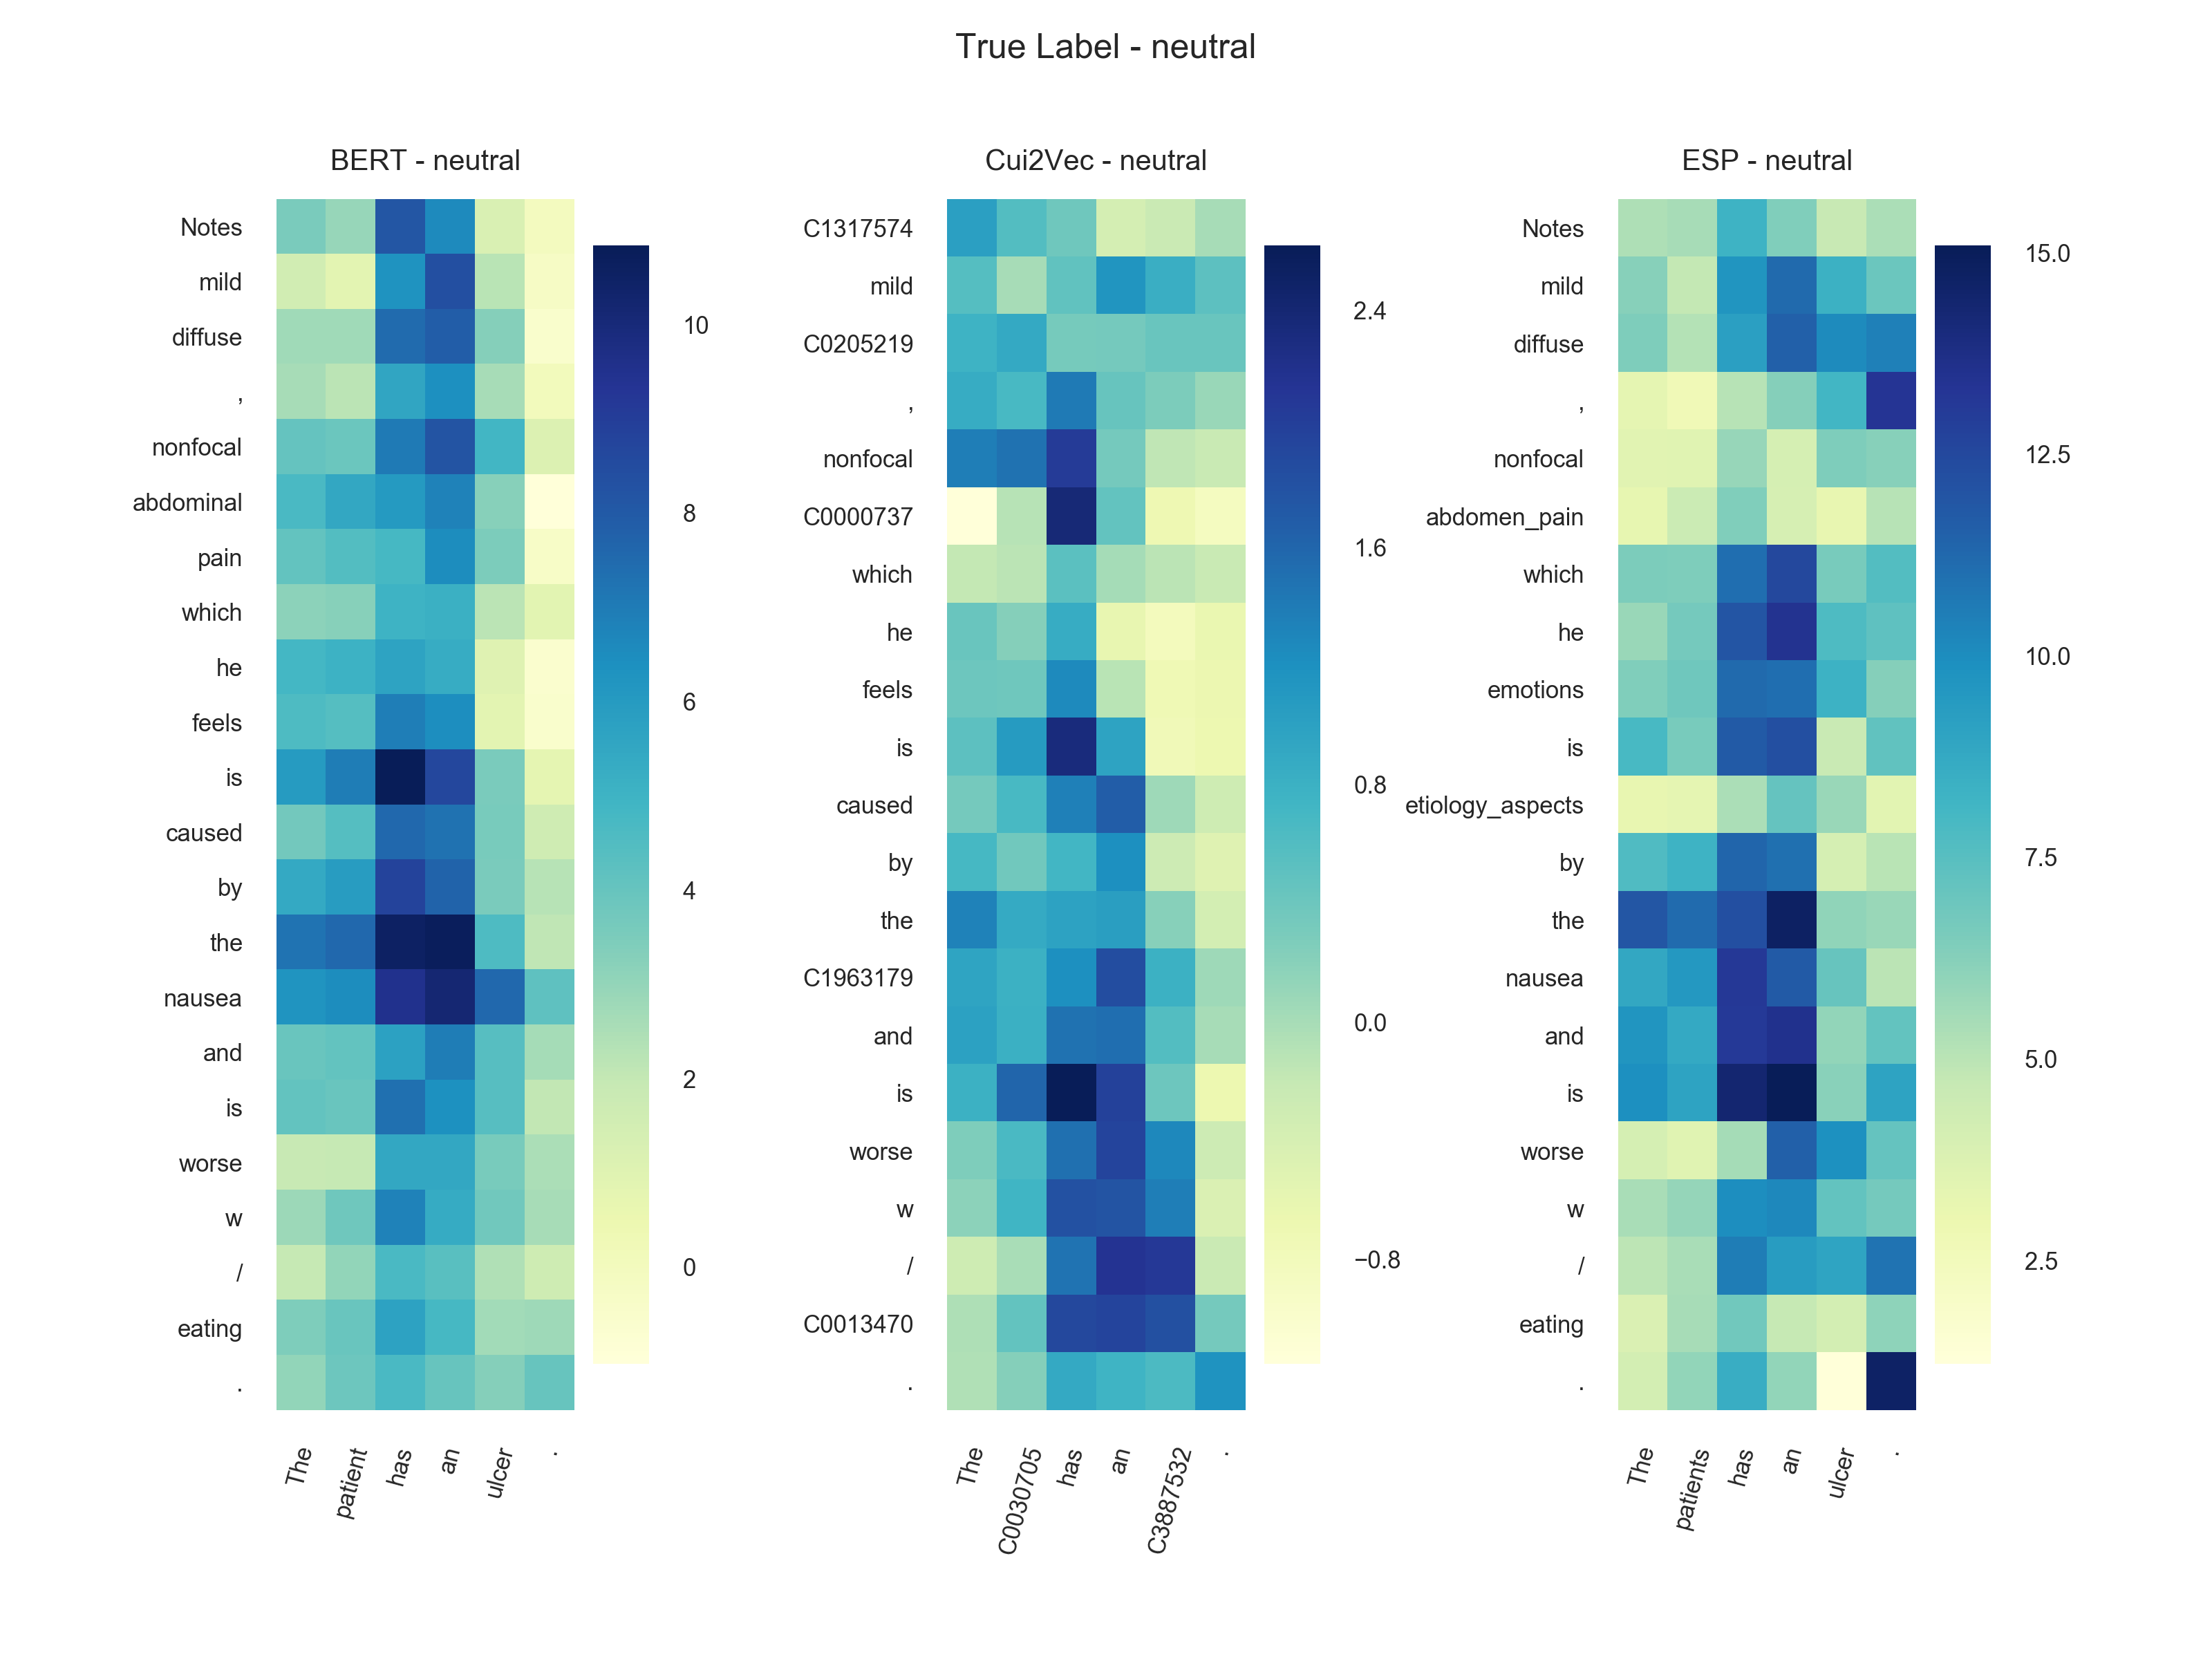 True Label - neutral
BERT - neutral
Notes
mild
diffuse
,
nonfocal
abdominal
pain
which
he
feels
is
caused
by
the
nausea
and
is
worse
w
/
eating
.
The
patient
has
an
ulcer
.
10
8
6
4
2
0
Cui2Vec - neutral
C1317574
mild
C0205219
,
nonfocal
C0000737
which
he
feels
is
caused
by
the
C1963179
and
is
worse
w
/
C0013470
.
The
C0030705
has
an
C3887532
.
2.4
1.6
0.8
0.0
−0.8
ESP - neutral
Notes
mild
diffuse
,
nonfocal
abdomen_pain
which
he
emotions
is
etiology_aspects
by
the
nausea
and
is
worse
w
/
eating
.
The
patients
has
an
ulcer
.
15.0
12.5
10.0
7.5
5.0
2.5